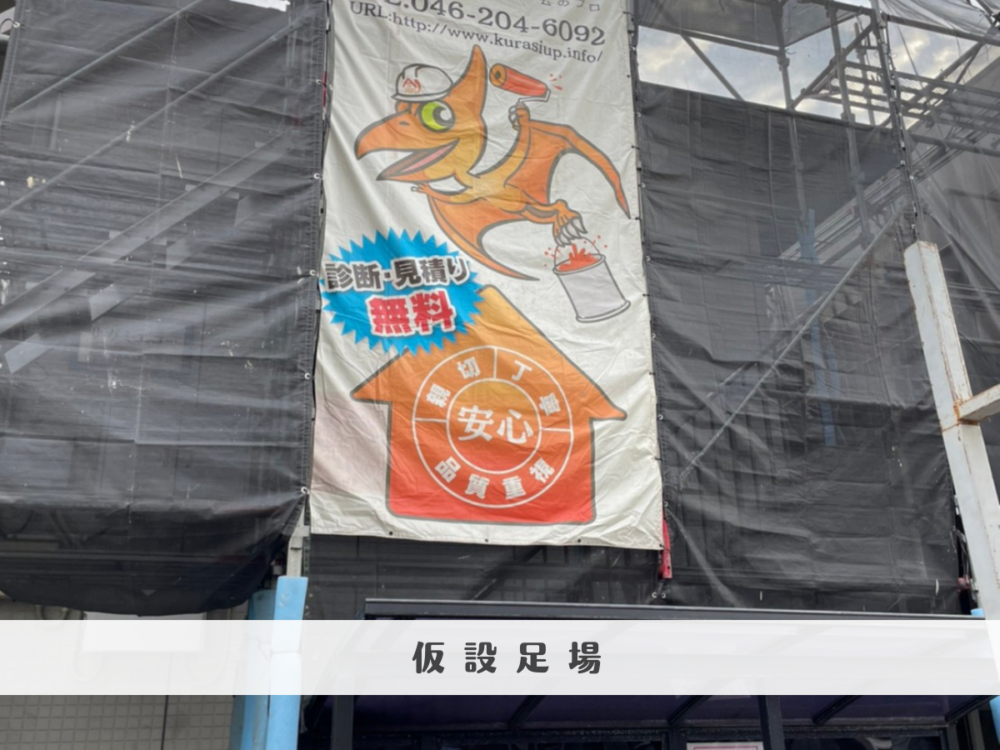 046-204-6092
URL:http://www.kurasiup.info/
診断・見積り
無料
親切丁寧
安心
品質重視
仮設足場